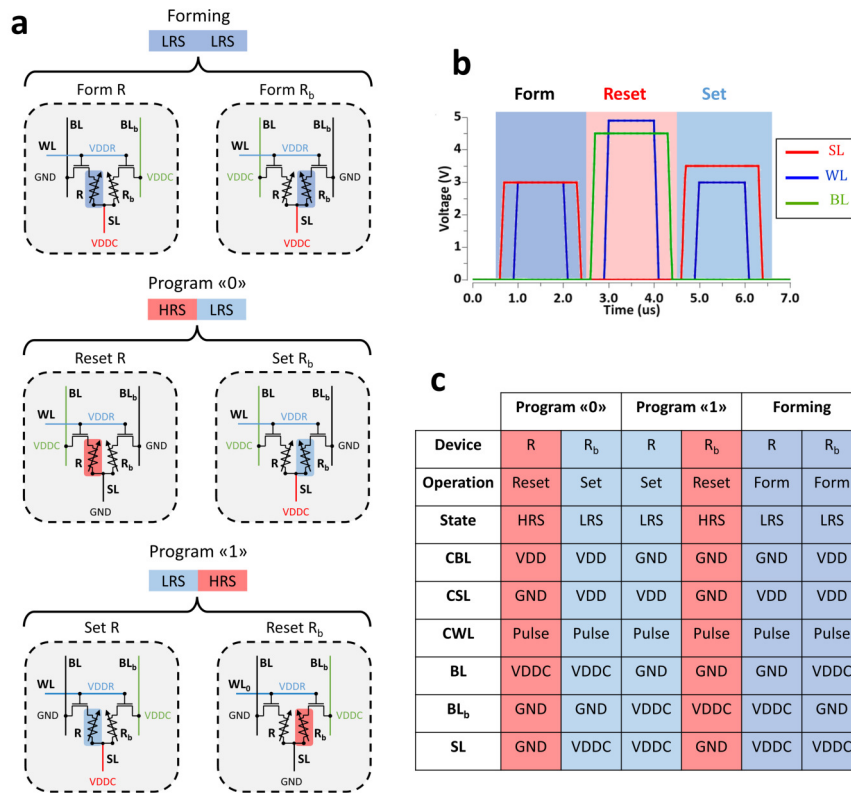 a
Forming
LRS LRS
Form R
BL BL_b
WL VDDR
GND VDDC
R R_b
SL
VDDC
Form R_b
BL BL_b
WL VDDR
VDDC GND
R R_b
SL
VDDC
Program «0»
HRS LRS
Reset R
BL BL_b
WL VDDR
VDDC GND
R R_b
SL
GND
Set R_b
BL BL_b
WL VDDR
VDDC GND
R R_b
SL
VDDC
Program «1»
LRS HRS
Set R
BL BL_b
WL VDDR
GND VDDC
R R_b
SL
VDDC
Reset R_b
BL BL_b
WL_0 VDDR
GND VDDC
R R_b
SL
GND
b
Form Reset Set
Voltage (V)
5
4
3
2
1
0
0.0 1.0 2.0 3.0 4.0 5.0 6.0 7.0
Time (us)
SL
WL
BL
c
Program «0» Program «1» Forming
Device R R_b R R_b R R_b
Operation Reset Set Set Reset Form Form
State HRS LRS LRS HRS LRS LRS
CBL VDD VDD GND GND GND VDD
CSL GND VDD VDD GND VDD VDD
CWL Pulse Pulse Pulse Pulse Pulse Pulse
BL VDDC VDDC GND GND GND VDDC
BL_b GND GND VDDC VDDC VDDC GND
SL GND VDDC VDDC GND VDDC VDDC